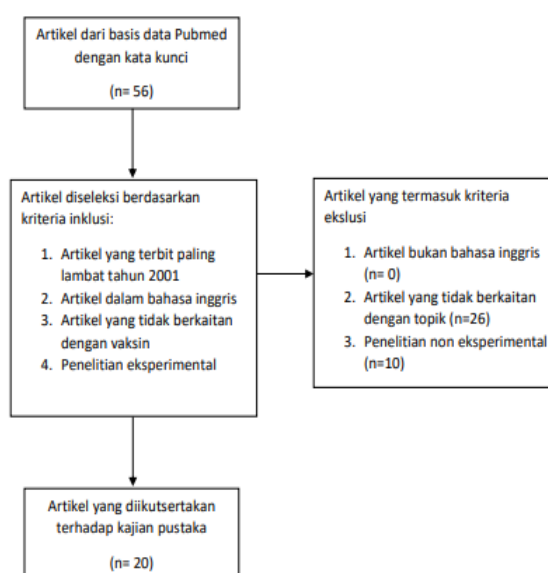 Artikel dari basis data Pubmed
dengan kata kunci
(n= 56)
Artikel diseleksi berdasarkan
kriteria inklusi:
1. Artikel yang terbit paling
lambat tahun 2001
2. Artikel dalam bahasa inggris
3. Artikel yang tidak berkaitan
dengan vaksin
4. Penelitian eksperimental
Artikel yang termasuk kriteria
ekslusi
1. Artikel bukan bahasa inggris
(n= 0)
2. Artikel yang tidak berkaitan
dengan topik (n=26)
3. Penelitian non eksperimental
(n=10)
Artikel yang diikutsertakan
terhadap kajian pustaka
(n= 20)